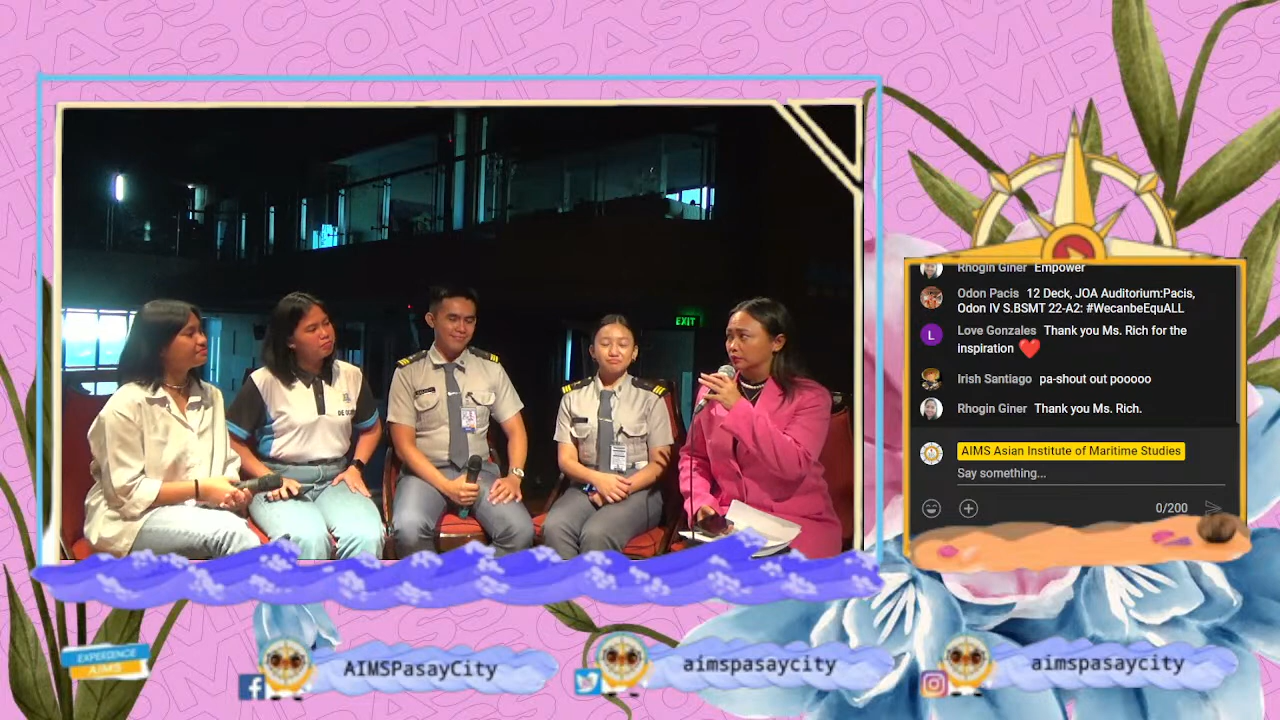 COMPASS
EXIT
Rhogin Giner Empower
Odon Pacis 12 Deck, JOA Auditorium:Pacis,
Odon IV S.BSMT 22-A2: #WecanbeEquALL
Love Gonzales Thank you Ms. Rich for the
inspiration ❤️
Irish Santiago pa-shout out pooooo
Rhogin Giner Thank you Ms. Rich.
AIMS Asian Institute of Maritime Studies
Say something...
0/200
EXPERIENCE
AIMS
AIMSPasayCity
aimspasaycity
aimspasaycity